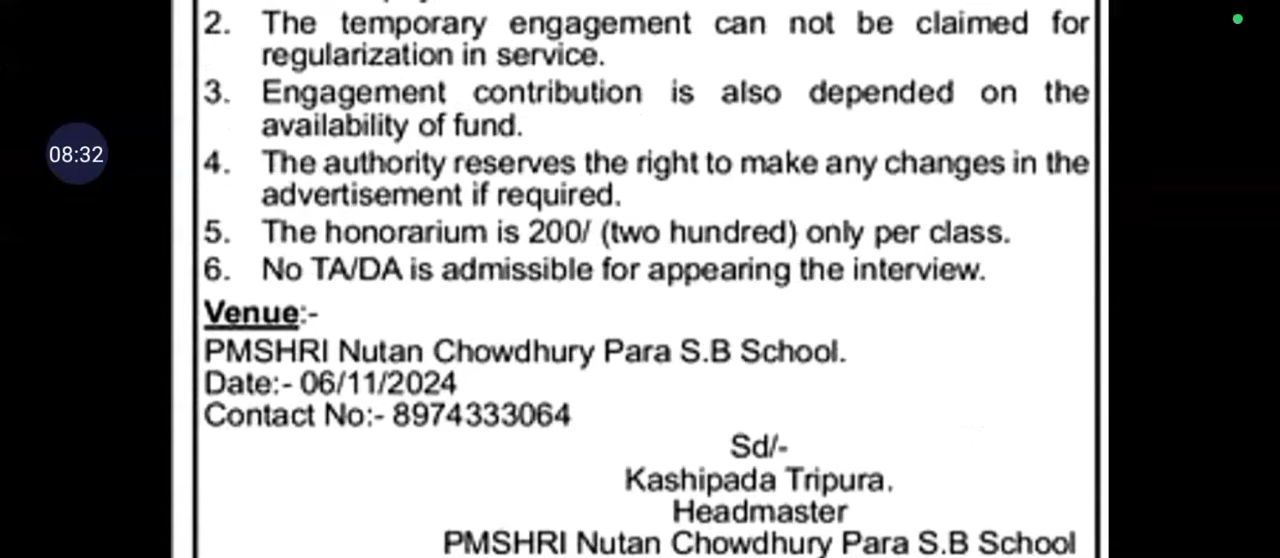 2. The temporary engagement can not be claimed for
regularization in service.
3. Engagement contribution is also depended on the
availability of fund.
08:32
4. The authority reserves the right to make any changes in the
advertisement if required.
5. The honorarium is 200/ (two hundred) only per class.
6. No TA/DA is admissible for appearing the interview.
Venue:-
PMSHRI Nutan Chowdhury Para S.B School.
Date:- 06/11/2024
Contact No:- 8974333064
Sd/-
Kashipada Tripura.
Headmaster
PMSHRI Nutan Chowdhury Para S.B School